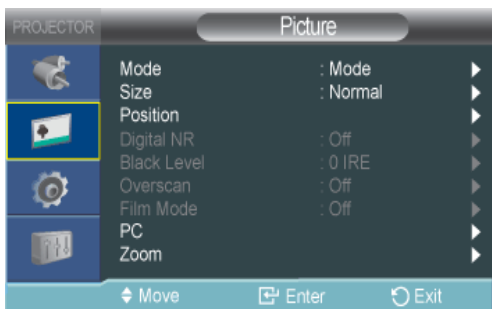 PROJECTOR Picture
Mode : Mode
Size : Normal
Position
Digital NR : Off
Black Level : 0 IRE
Overscan : Off
Film Mode : Off
PC
Zoom
Move Enter Exit